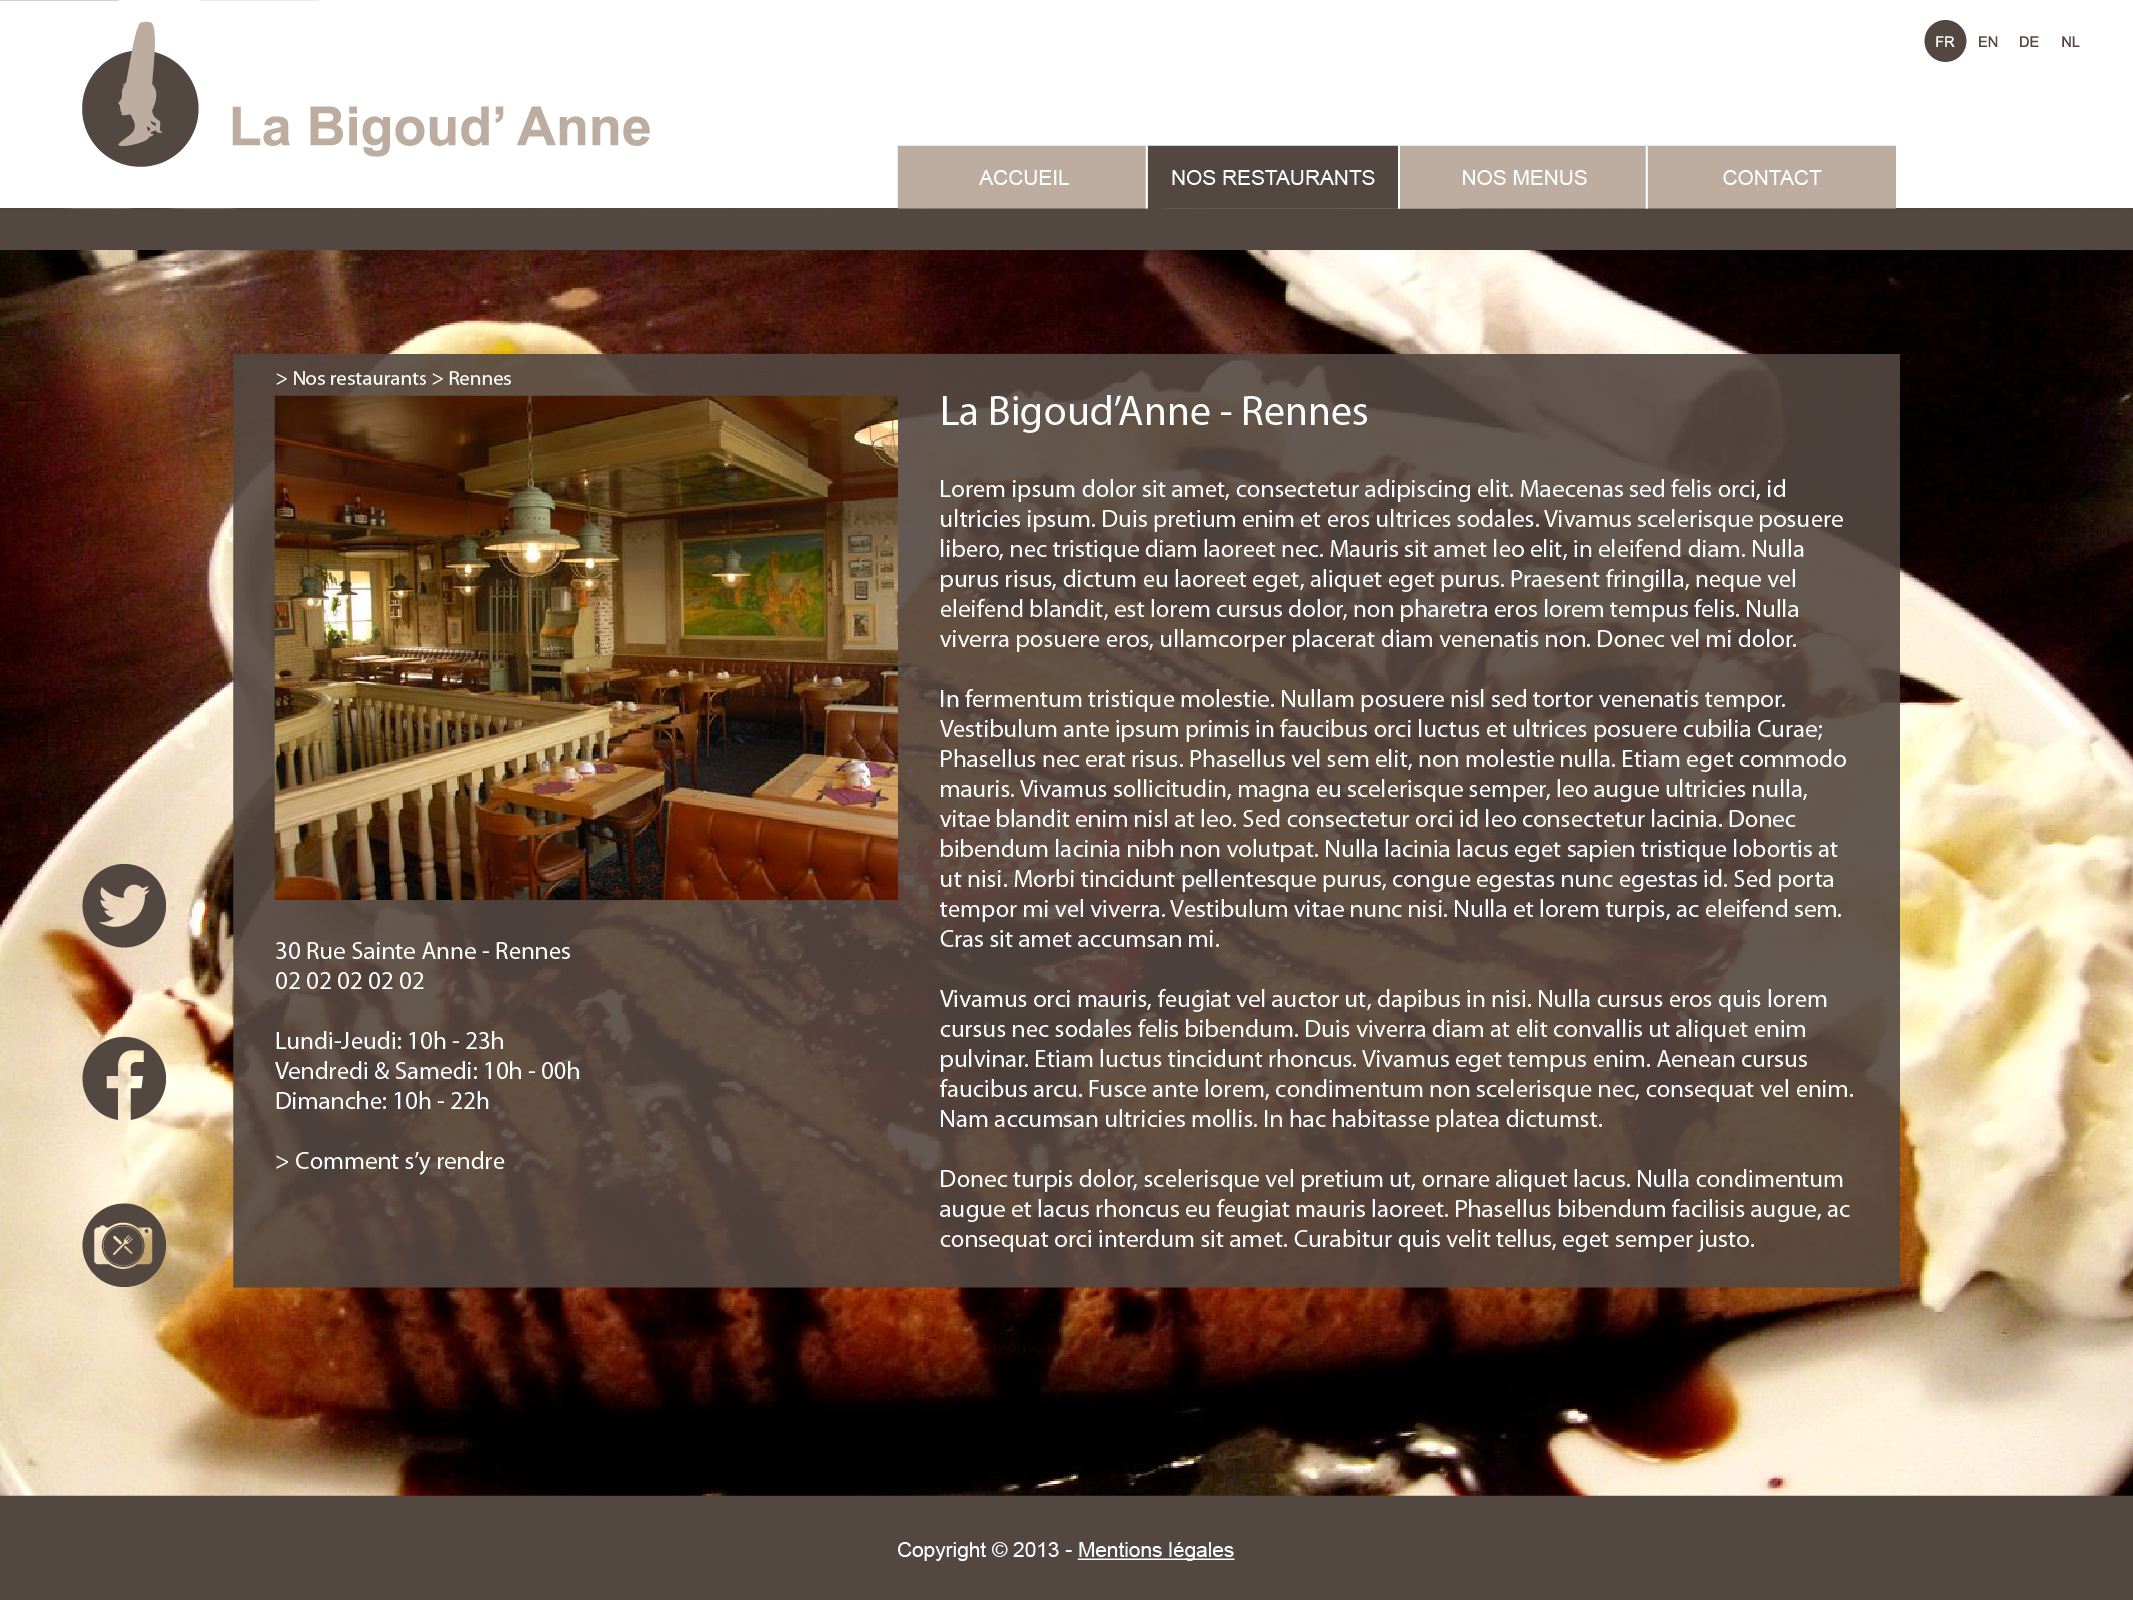 La Bigoud’ Anne
FR EN DE NL
ACCUEIL NOS RESTAURANTS NOS MENUS CONTACT
> Nos restaurants > Rennes
30 Rue Sainte Anne - Rennes
02 02 02 02 02
Lundi-Jeudi: 10h - 23h
Vendredi & Samedi: 10h - 00h
Dimanche: 10h - 22h
> Comment s’y rendre
La Bigoud’Anne - Rennes
Lorem ipsum dolor sit amet, consectetur adipiscing elit. Maecenas sed felis orci, id
ultricies ipsum. Duis pretium enim et eros ultrices sodales. Vivamus scelerisque posuere
libero, nec tristique diam laoreet nec. Mauris sit amet leo elit, in eleifend diam. Nulla
purus risus, dictum eu laoreet eget, aliquet eget purus. Praesent fringilla, neque vel
eleifend blandit, est lorem cursus dolor, non pharetra eros lorem tempus felis. Nulla
viverra posuere eros, ullamcorper placerat diam venenatis non. Donec vel mi dolor.
In fermentum tristique molestie. Nullam posuere nisl sed tortor venenatis tempor.
Vestibulum ante ipsum primis in faucibus orci luctus et ultrices posuere cubilia Curae;
Phasellus nec erat risus. Phasellus vel sem elit, non molestie nulla. Etiam eget commodo
mauris. Vivamus sollicitudin, magna eu scelerisque semper, leo augue ultricies nulla,
vitae blandit enim nisl at leo. Sed consectetur orci id leo consectetur lacinia. Donec
bibendum lacinia nibh non volutpat. Nulla lacinia lacus eget sapien tristique lobortis at
ut nisi. Morbi tincidunt pellentesque purus, congue egestas nunc egestas id. Sed porta
tempor mi vel viverra. Vestibulum vitae nunc nisi. Nulla et lorem turpis, ac eleifend sem.
Cras sit amet accumsan mi.
Vivamus orci mauris, feugiat vel auctor ut, dapibus in nisi. Nulla cursus eros quis lorem
cursus nec sodales felis bibendum. Duis viverra diam at elit convallis ut aliquet enim
pulvinar. Etiam luctus tincidunt rhoncus. Vivamus eget tempus enim. Aenean cursus
faucibus arcu. Fusce ante lorem, condimentum non scelerisque nec, consequat vel enim.
Nam accumsan ultricies mollis. In hac habitasse platea dictumst.
Donec turpis dolor, scelerisque vel pretium ut, ornare aliquet lacus. Nulla condimentum
augue et lacus rhoncus eu feugiat mauris laoreet. Phasellus bibendum facilisis augue, ac
consequat orci interdum sit amet. Curabitur quis velit tellus, eget semper justo.
Copyright © 2013 - Mentions légales